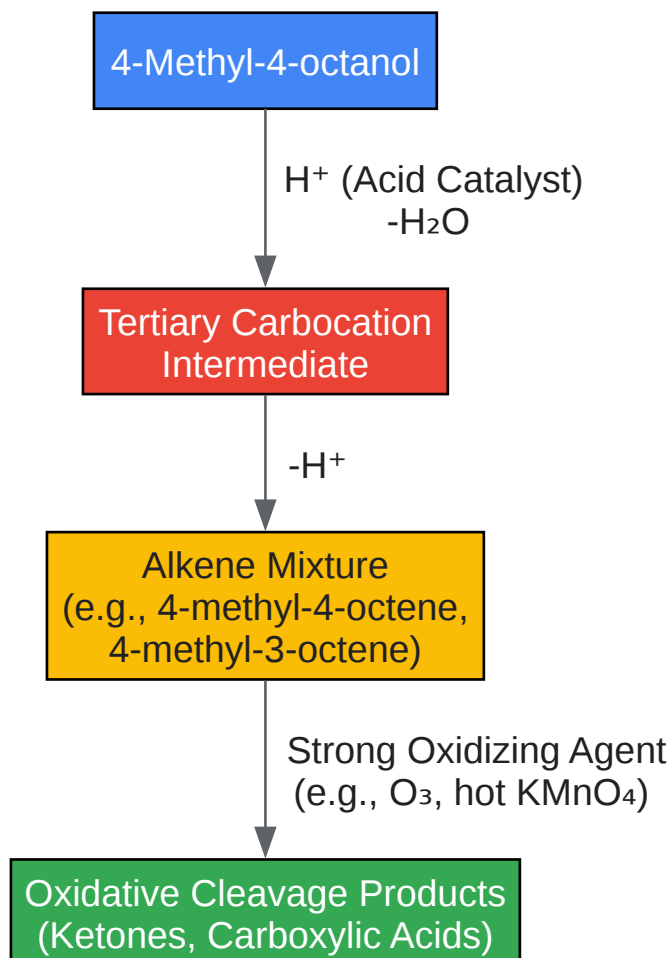 4-Methyl-4-octanol
H⁺ (Acid Catalyst)
-H₂O
Tertiary Carbocation
Intermediate
-H⁺
Alkene Mixture
(e.g., 4-methyl-4-octene,
4-methyl-3-octene)
Strong Oxidizing Agent
(e.g., O₃, hot KMnO₄)
Oxidative Cleavage Products
(Ketones, Carboxylic Acids)